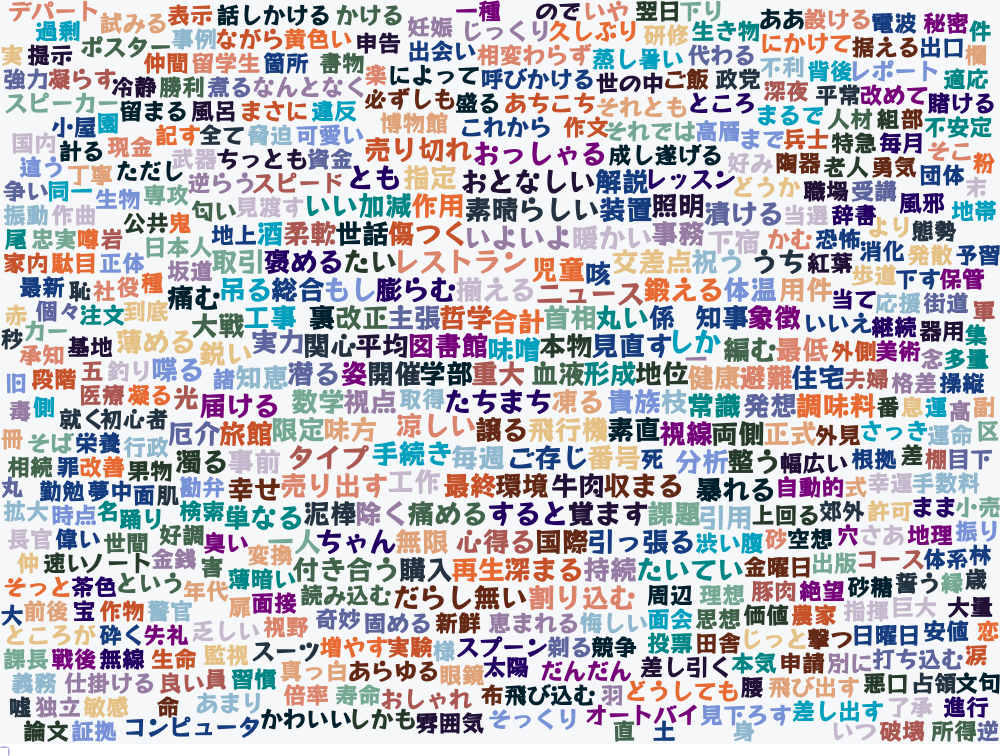 デパート 試みる 表示 話しかける かける 妊娠 一種 ので いや 翌日 下り
過剰 事例 ながら 黄色い 申告 じっくり 久しぶり 研修 生き物 ああ 設ける 電波 秘密 件
実 提示 ポスター 仲間 留学生 箇所 書物 楽 出会い 相変わらず 蒸し暑い 代わる にかけて 据える 出口 欄
強力 凝らす 冷静 勝利 煮る なんとなく によって 呼びかける 世の中 ご飯 政党 不利 背後 レポート 適応
スピーカー 留まる 風呂 まさに 違反 必ずしも 盛る あちこち それとも ところ 深夜 平常 改めて 賭ける
国内 小屋 園 記す 全て 脅迫 可愛い 博物館 これから 作文 それでは 高層 まで まるで 人材 組 部 不安定
計る 現金 武器 ちっとも 資金 売り切れ おっしゃる 成し遂げる 兵士 特急 毎月 そこ 粉
違う 丁寧 ただし 逆らう スピード とも 指定 おとなしい 解説 レッスン 好み 陶器 老人 勇気 団体
争い 同一 生物 専攻 匂い 見渡す いい加減 作用 素晴らしい 装置 照明 漬ける どうか 職場 受講 風邪 末
振動 作曲 公共 鬼 当選 辞書 より 態勢 地帯
尾 忠実 噂 岩 日本人 地上 酒 柔軟 世話 傷つく いよいよ 暖かい 事務 下宿 かむ 恐怖 消化 発散 予習
家内 駄目 正体 坂道 取引 褒める たい レストラン 児童 咳 交差点 祝う うち 紅葉 歩道 下す 保管
最新 恥 社 役 種 痛む 吊る 総合 もし 膨らむ 揃える ニュース 鍛える 体温 用件 当て 応援 街道 軍
赤 個々 注文 到底 大戦 工事 裏 改正 主張 哲学 合計 首相 丸い 係 知事 象徴 いいえ 継続 器用 集
秒 カー 承知 基地 薄める 鋭い 実力 関心 平均 図書館 味噌 本物 見直す しか 編む 最低 外側 美術 念 多量
旧 段階 五 釣り 喋る 諸 知恵 潜る 姿 開催 学部 重大 血液 形成 地位 一 健康 避難 住宅 夫婦 格差 操縦
毒 側 医療 凝る 光 届ける 数学 視点 取得 たちまち 凍る 貴族 枝 常識 発想 調味料 番 息 運 高 副
冊 就く 初心者 厄介 旅館 限定 味方 涼しい 譲る 飛行機 素直 視線 両側 正式 外見 さっき 運命 区
そば 栄養 行政 タイプ 手続き 毎週 ご存じ 番号 死 分析 整う 幅広い 根拠 差 棚 目下
相続 罪 改善 果物 濁る 事前
丸 勤勉 夢中 面 肌 勘弁 幸せ 売り出す 工作 最終 環境 牛肉 収まる 暴れる 自動的 式 幸運 手数料
拡大 時点 名 踊り 検索 単なる 泥棒 除く 痛める すると 覚ます 課題 引用 上回る 郊外 許可 まま 小売
長官 偉い 世間 好調 臭い 一人 ちゃん 無限 心得る 国際 引っ張る 渋い 腹 砂 空想 穴 さあ 地理 振り
仲 速い ノート 金銭 害 変換 付き合う 購入 再生 深まる 持続 たいてい 金曜日 出版 コース 体系 林
そっと 茶色 という 年代 薄暗い 読み込む だらし無い 割り込む 周辺 理想 豚肉 絶望 砂糖 誓う 縁 歳
大 前後 宝 作物 警官 扉 面接 奇妙 固める 新鮮 恵まれる 悔しい 面会 思想 価値 農家 指揮 巨大 大量
ところが 砕く 失礼 乏しい 視野 スーツ 増やす 実験 様 スプーン 剃る 競争 投票 田舎 じっと 撃つ 日曜日 安値 恋
課長 戦後 無線 生命 監視 真っ白 あらゆる 眼鏡 太陽 だんだん 差し引く 本気 申請 別に 打ち込む 涙
義務 仕掛ける 良い 員 習慣 倍率 寿命 おしゃれ 布 飛び込む 羽 どうしても 腰 飛び出す 悪口 占領 文句
嘘 独立 敏感 命 あまり かわいい しかも 雰囲気 そっくり オートバイ 見下ろす 差し出す 了承 進行
論文 証拠 コンピュータ 直 土 身 いつ 破壊 所得 逆